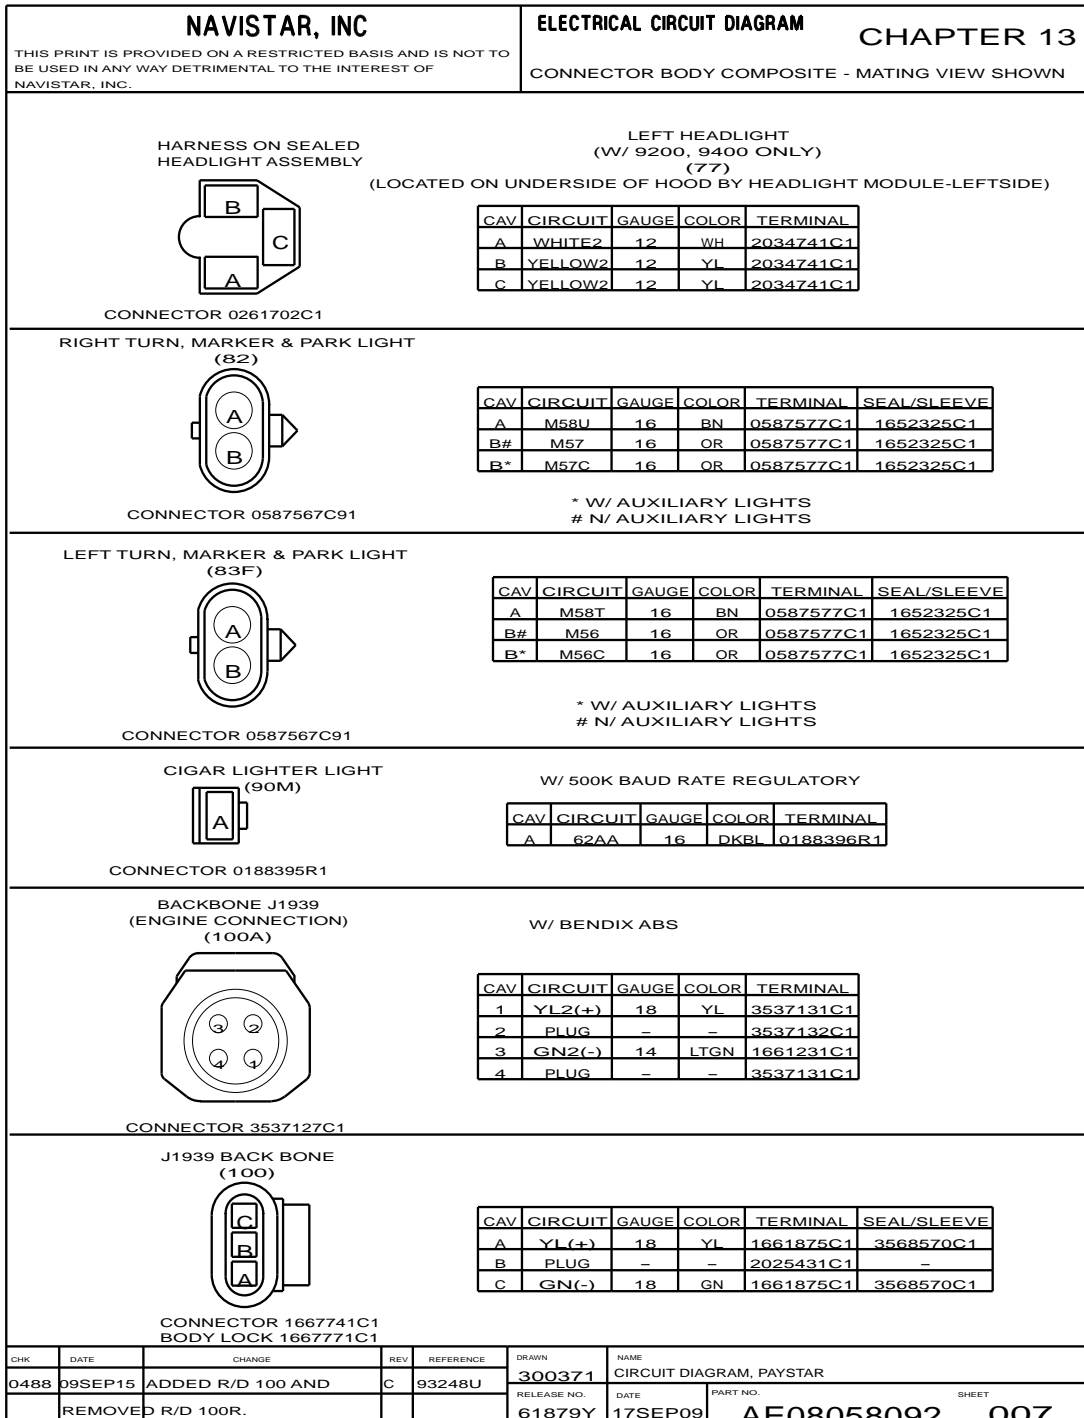 NAVISTAR, INC
THIS PRINT IS PROVIDED ON A RESTRICTED BASIS AND IS NOT TO
BE USED IN ANY WAY DETRIMENTAL TO THE INTEREST OF
NAVISTAR, INC.
ELECTRICAL CIRCUIT DIAGRAM
CHAPTER 13
CONNECTOR BODY COMPOSITE - MATING VIEW SHOWN
HARNESS ON SEALED
HEADLIGHT ASSEMBLY
B
C
A
CONNECTOR 0261702C1
LEFT HEADLIGHT
(W/ 9200, 9400 ONLY)
(77)
(LOCATED ON UNDERSIDE OF HOOD BY HEADLIGHT MODULE-LEFTSIDE)
CAV CIRCUIT GAUGE COLOR TERMINAL
A WHITE2 12 WH 2034741C1
B YELLOW2 12 YL 2034741C1
C YELLOW2 12 YL 2034741C1
RIGHT TURN, MARKER & PARK LIGHT
(82)
A
B
CONNECTOR 0587567C91
CAV CIRCUIT GAUGE COLOR TERMINAL SEAL/SLEEVE
A M58U 16 BN 0587577C1 1652325C1
B# M57 16 OR 0587577C1 1652325C1
B* M57C 16 OR 0587577C1 1652325C1
* W/ AUXILIARY LIGHTS
# N/ AUXILIARY LIGHTS
LEFT TURN, MARKER & PARK LIGHT
(83F)
A
B
CONNECTOR 0587567C91
CAV CIRCUIT GAUGE COLOR TERMINAL SEAL/SLEEVE
A M58T 16 BN 0587577C1 1652325C1
B# M56 16 OR 0587577C1 1652325C1
B* M56C 16 OR 0587577C1 1652325C1
* W/ AUXILIARY LIGHTS
# N/ AUXILIARY LIGHTS
CIGAR LIGHTER LIGHT
(90M)
A
CONNECTOR 0188395R1
W/ 500K BAUD RATE REGULATORY
CAV CIRCUIT GAUGE COLOR TERMINAL
A 62AA 16 DKBL 0188396R1
BACKBONE J1939
(ENGINE CONNECTION)
(100A)
3 2
4 1
CONNECTOR 3537127C1
W/ BENDIX ABS
CAV CIRCUIT GAUGE COLOR TERMINAL
1 YL2(+) 18 YL 3537131C1
2 PLUG – – 3537132C1
3 GN2(-) 14 LTGN 1661231C1
4 PLUG – – 3537131C1
J1939 BACK BONE
(100)
C
B
A
CONNECTOR 1667741C1
BODY LOCK 1667771C1
CAV CIRCUIT GAUGE COLOR TERMINAL SEAL/SLEEVE
A YL(+) 18 YL 1661875C1 3568570C1
B PLUG – – 2025431C1 –
C GN(-) 18 GN 1661875C1 3568570C1
CHK DATE CHANGE REV REFERENCE
0488 09SEP15 ADDED R/D 100 AND C 93248U
REMOVED R/D 100R.
DRAWN NAME
300371 CIRCUIT DIAGRAM, PAYSTAR
RELEASE NO. DATE PART NO. SHEET
61879Y 17SEP09 AE08058092 007